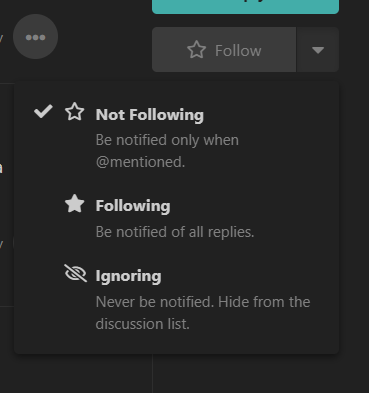 Follow
Not Following
Be notified only when
@mentioned.
Following
Be notified of all replies.
Ignoring
Never be notified. Hide from the
discussion list.